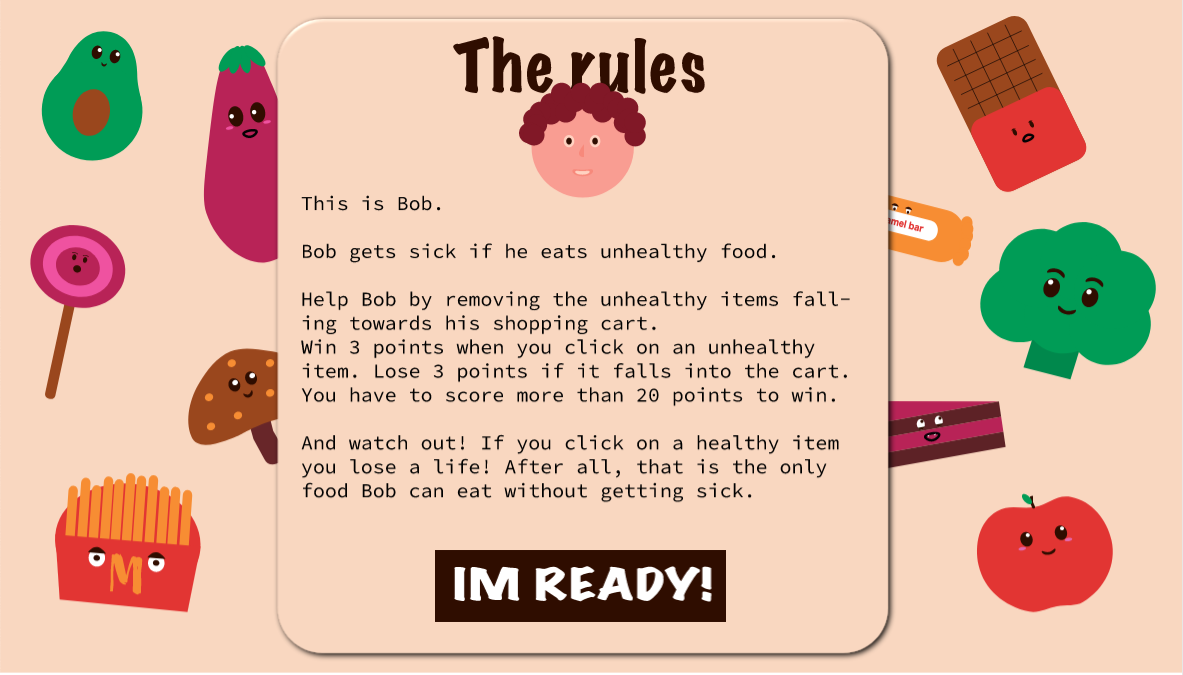 The rules
This is Bob.
Bob gets sick if he eats unhealthy food.
Help Bob by removing the unhealthy items fall-
ing towards his shopping cart.
Win 3 points when you click on an unhealthy
item. Lose 3 points if it falls into the cart.
You have to score more than 20 points to win.
And watch out! If you click on a healthy item
you lose a life! After all, that is the only
food Bob can eat without getting sick.
IM READY!
amel bar
M